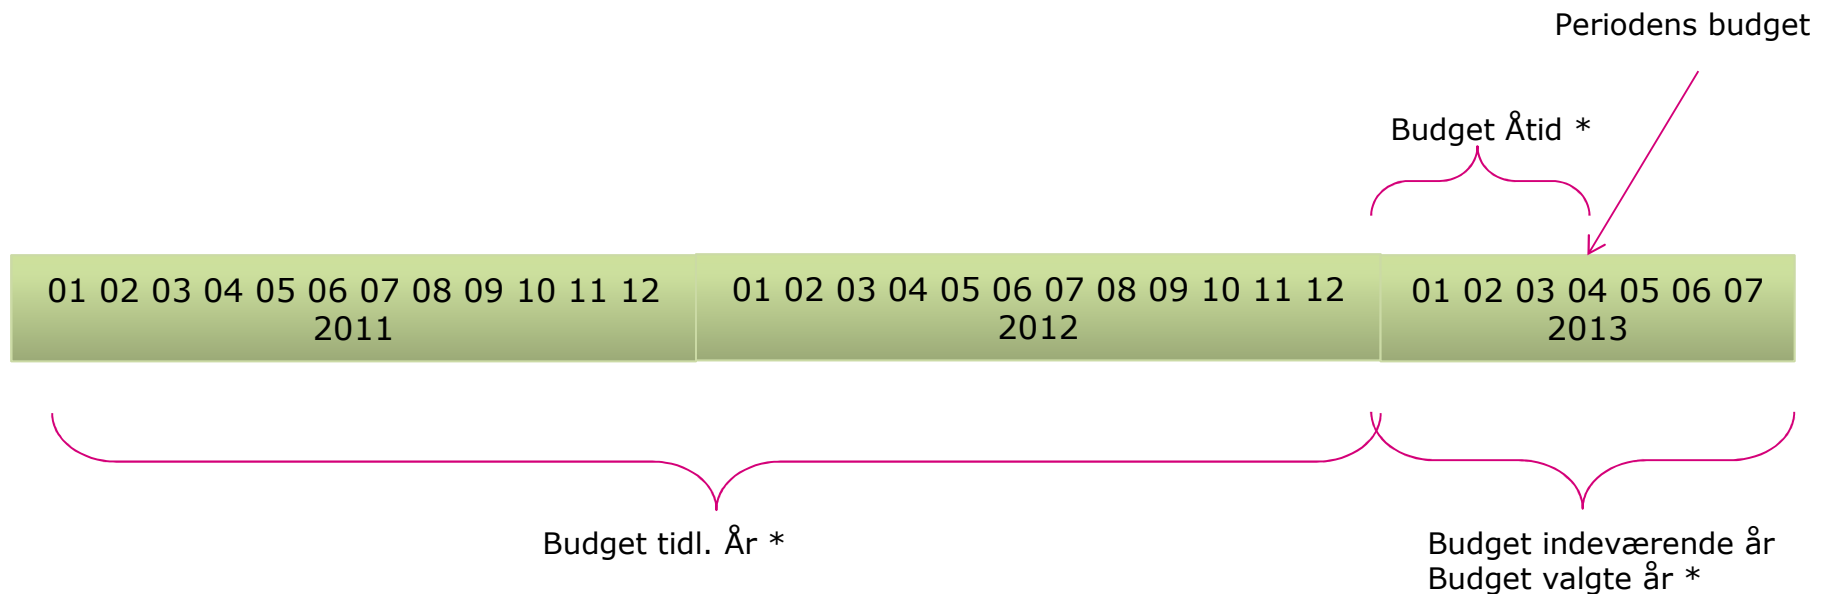 Periodens budget
Budget Åtid *
01 02 03 04 05 06 07 08 09 10 11 12
2011
01 02 03 04 05 06 07 08 09 10 11 12
2012
01 02 03 04 05 06 07
2013
Budget tidl. År *
Budget indeværende år
Budget valgte år *